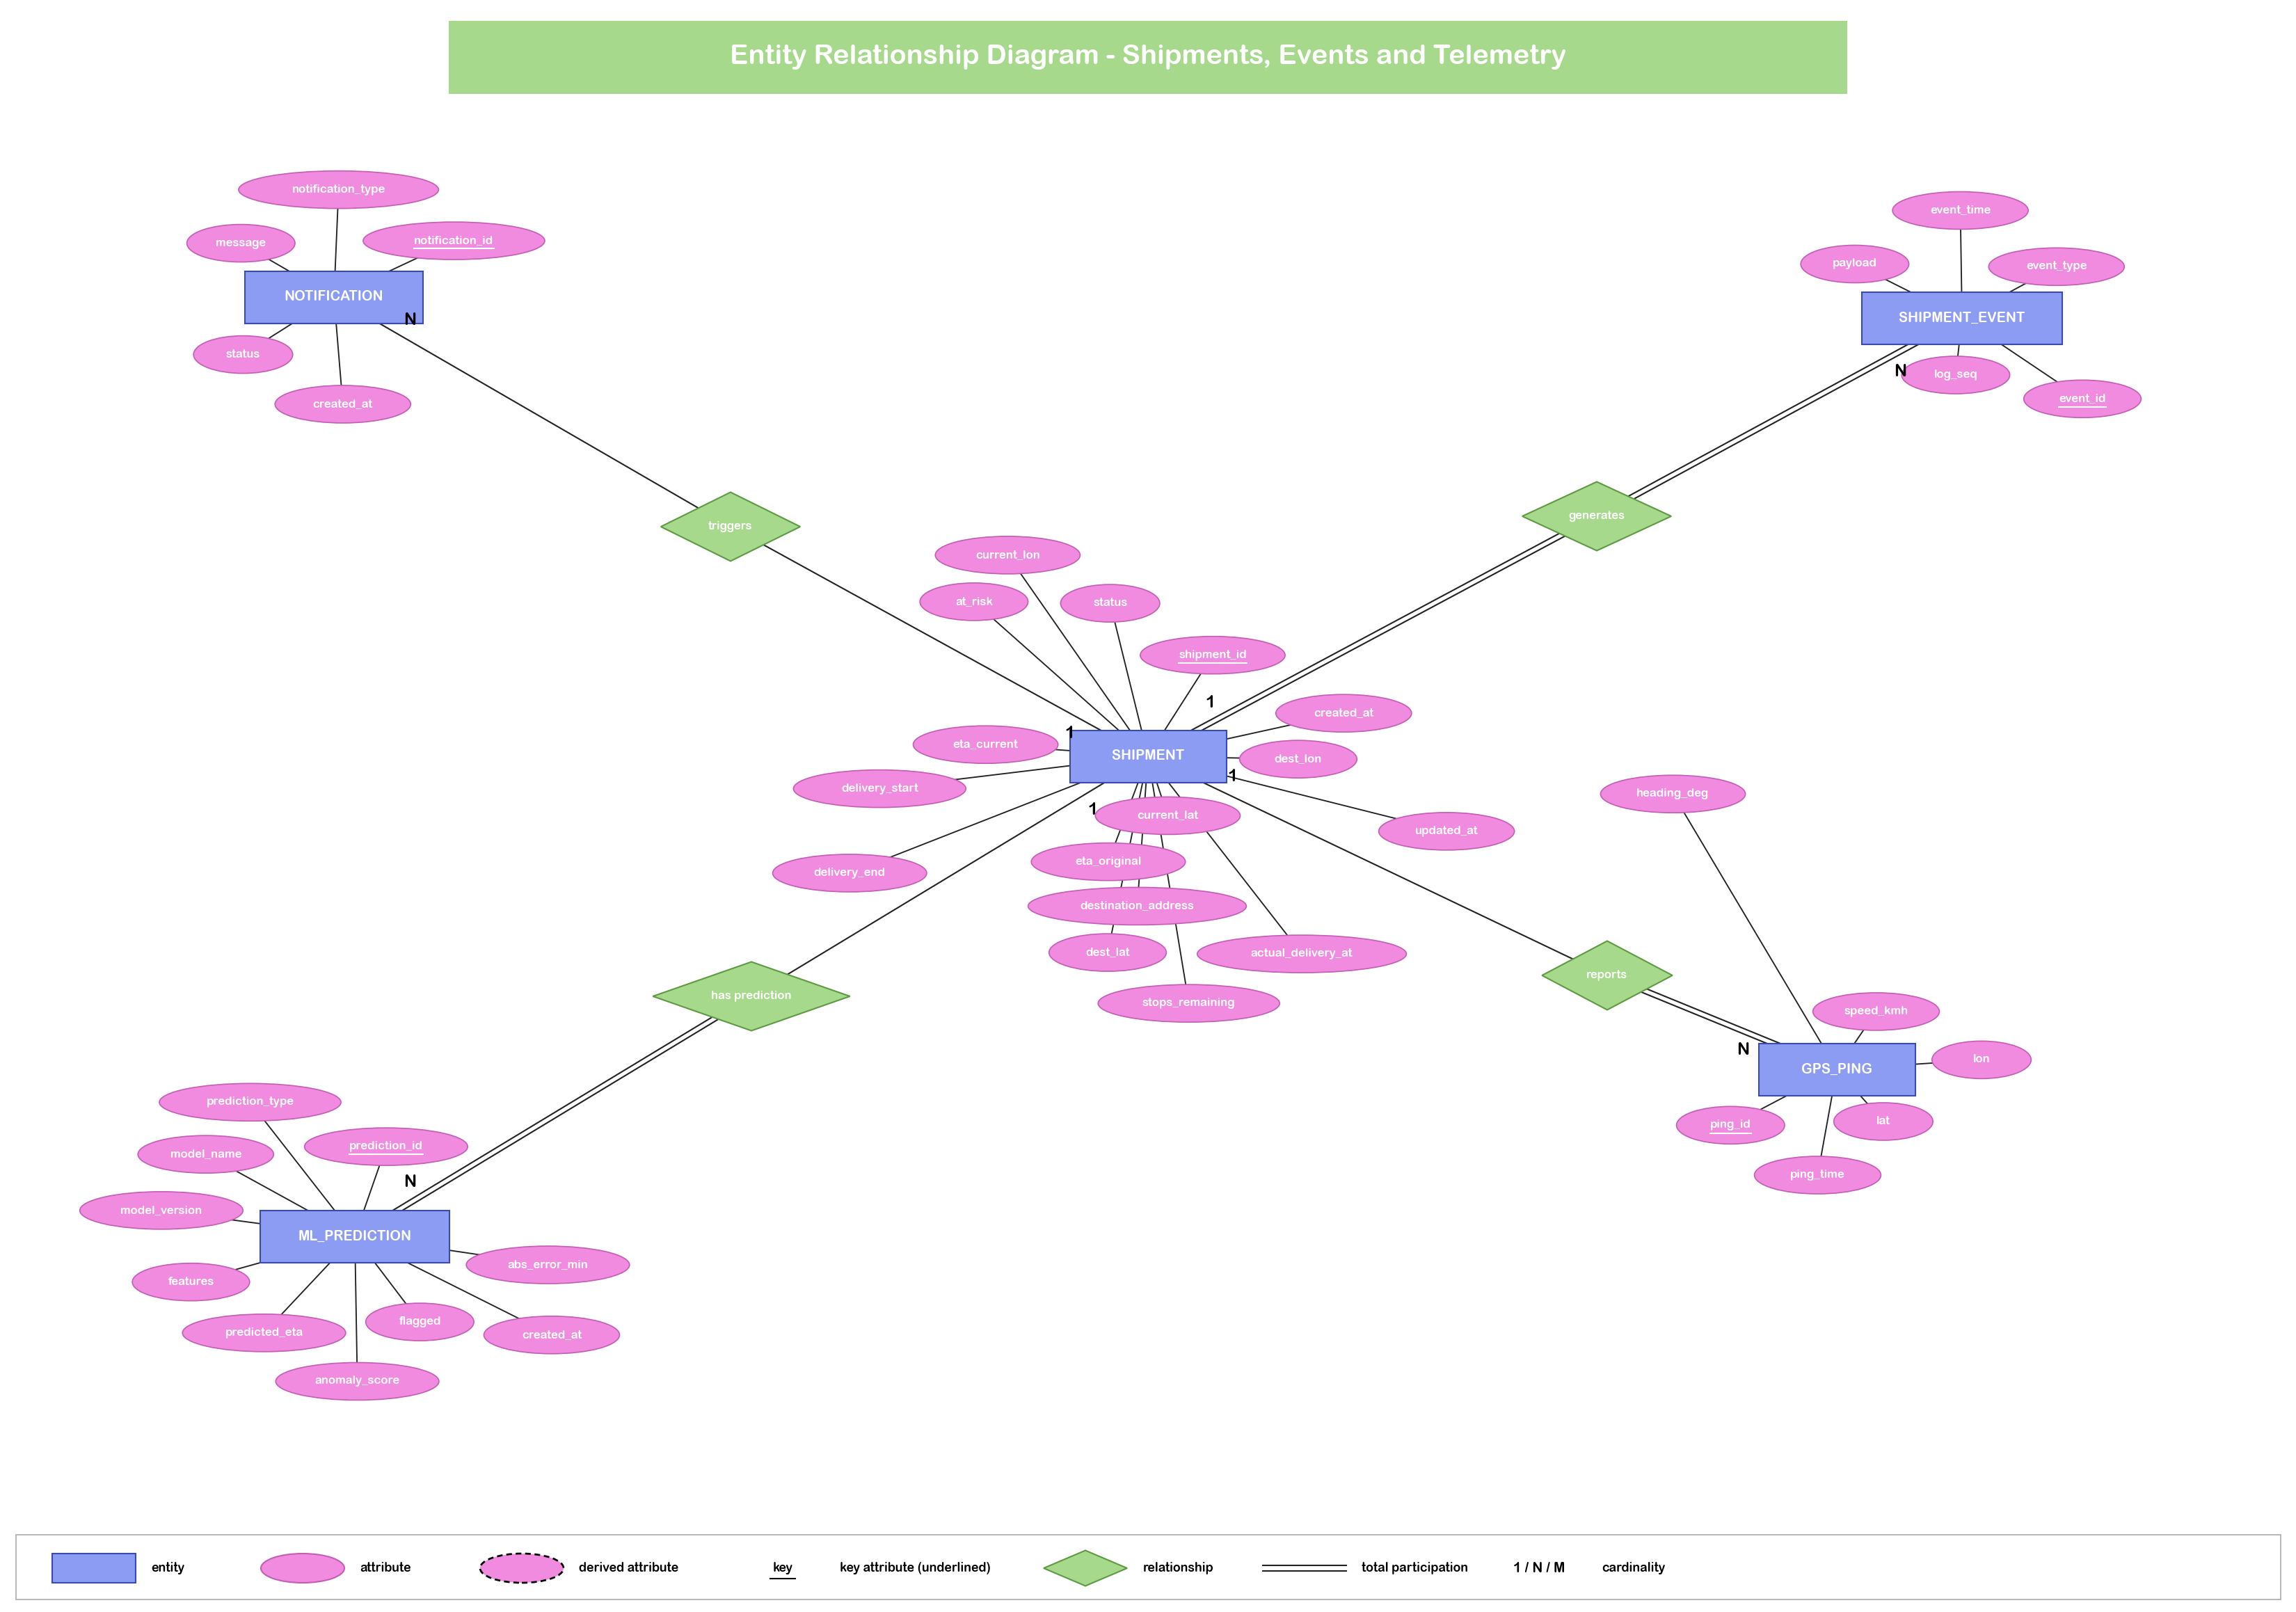 Entity Relationship Diagram - Shipments, Events and Telemetry
notification_type
message
notification_id
NOTIFICATION
N
status
created_at
event_time
payload
event_type
SHIPMENT_EVENT
N
log_seq
event_id
triggers
generates
current_lon
at_risk
status
shipment_id
1
created_at
1
eta_current
SHIPMENT
dest_lon
1
delivery_start
1
current_lat
updated_at
heading_deg
eta_original
delivery_end
destination_address
dest_lat
actual_delivery_at
stops_remaining
has prediction
reports
speed_kmh
N
lon
GPS_PING
ping_id
lat
ping_time
prediction_type
prediction_id
model_name
N
model_version
ML_PREDICTION
abs_error_min
features
predicted_eta
flagged
created_at
anomaly_score
entity
attribute
derived attribute
key
key attribute (underlined)
relationship
total participation
1 / N / M
cardinality